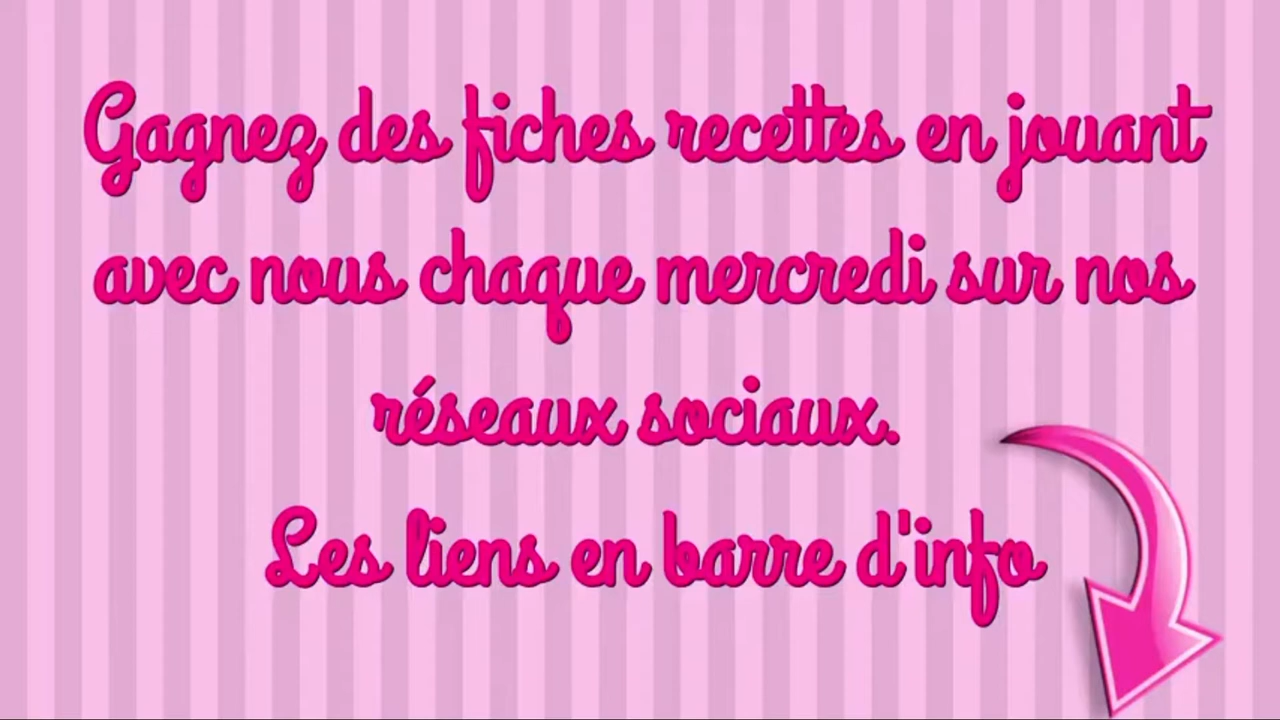 Gagnez des fiches recettes en jouant
avec nous chaque mercredi sur nos
réseaux sociaux.
Les liens en barre d'info